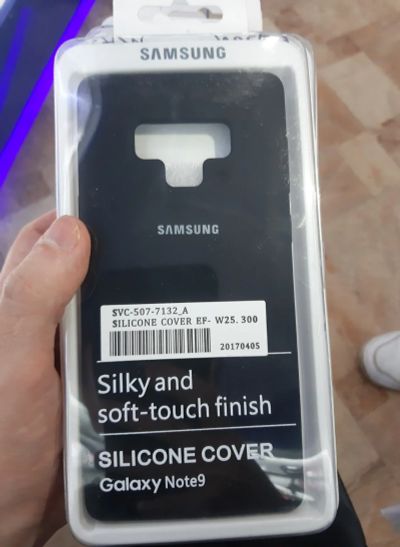 SAMSUNG
SAMSUNG
SVC-507-7132_A
SILICONE COVER EF- W25.300
20170405
Silky and
soft-touch finish
SILICONE COVER
Galaxy Note9